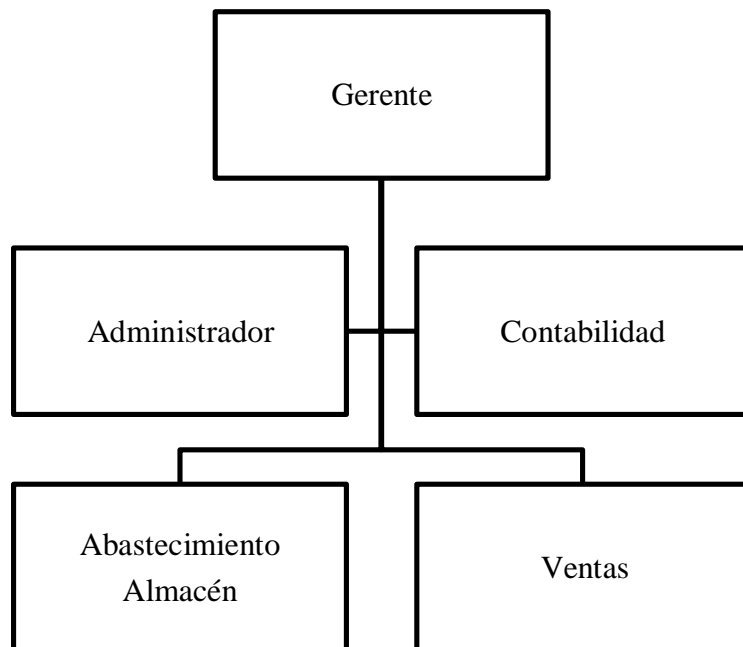 Gerente
Administrador
Contabilidad
Abastecimiento
Almacén
Ventas